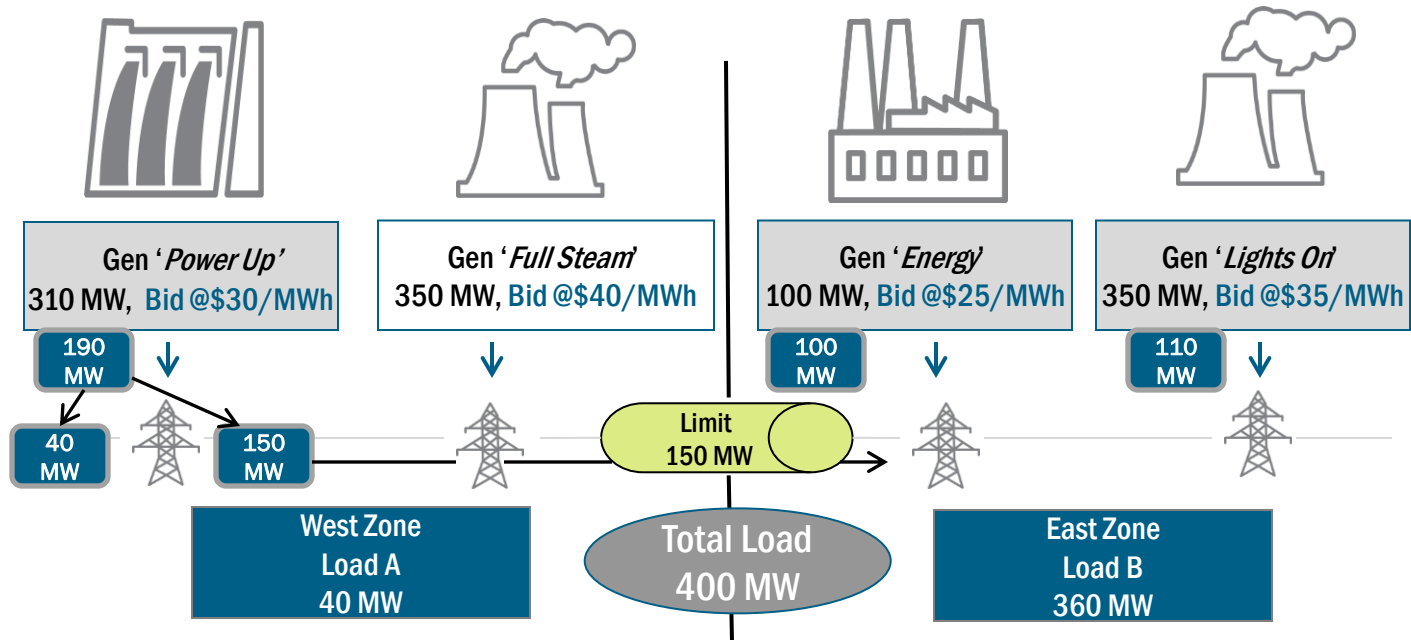 Gen ‘Power Up’
310 MW, Bid @$30/MWh
Gen ‘Full Steam’
350 MW, Bid @$40/MWh
Gen ‘Energy’
100 MW, Bid @$25/MWh
Gen ‘Lights On’
350 MW, Bid @$35/MWh
190
MW
100
MW
110
MW
40
MW
150
MW
Limit
150 MW
West Zone
Load A
40 MW
Total Load
400 MW
East Zone
Load B
360 MW